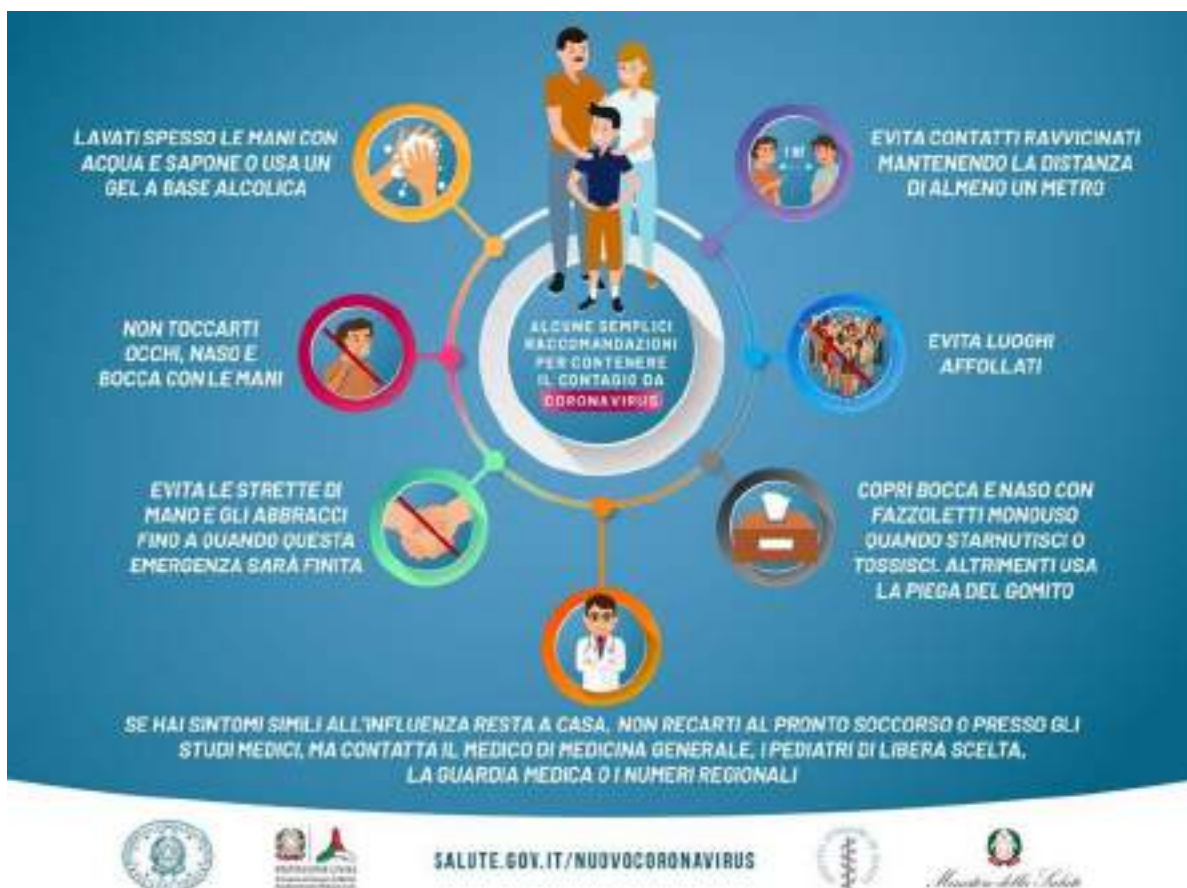 LAVATI SPESSO LE MANI CON
ACQUA E SAPONE O USA UN
GEL A BASE ALCOLICA
EVITA CONTATTI RAVVICINATI
MANTENENDO LA DISTANZA
DI ALMENO UN METRO
NON TOCCARTI
OCCHI, NASO E
BOCCA CON LE MANI
ALCUNE SEMPLICI
RACCOMANDAZIONI
PER CONTENERE
IL CONTAGIO DA
CORONAVIRUS
EVITA LUOGHI
AFFOLLATI
EVITA LE STRETTE DI
MANO E GLI ABBRACCI
FINO A QUANDO QUESTA
EMERGENZA SARÀ FINITA
COPRI BOCCA E NASO CON
FAZZOLETTI MONOUSO
QUANDO STARNUTISCI O
TOSSISCI. ALTRIMENTI USA
LA PIEGA DEL GOMITO
SE HAI SINTOMI SIMILI ALL'INFLUENZA RESTA A CASA, NON RECARTI AL PRONTO SOCCORSO O PRESSO GLI
STUDI MEDICI, MA CONTATTA IL MEDICO DI MEDICINA GENERALE, I PEDIATRI DI LIBERA SCELTA,
LA GUARDIA MEDICA O I NUMERI REGIONALI
SALUTE.GOV.IT/NUOVOCORONAVIRUS
Ministero della Salute